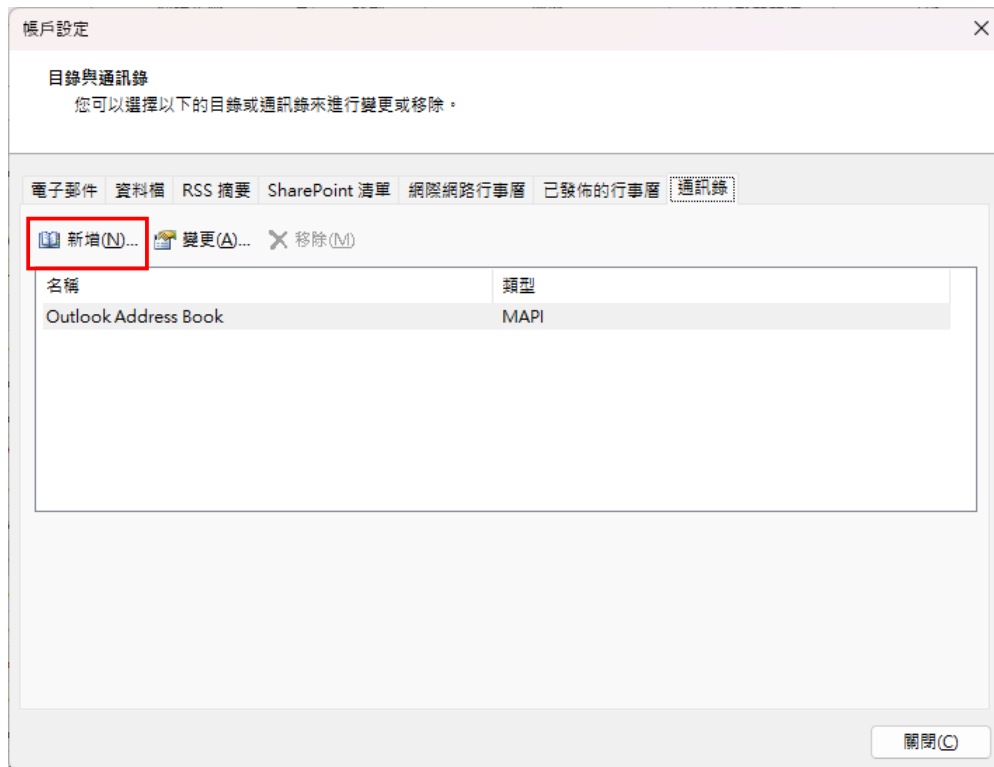 帳戶設定
目錄與通訊錄
您可以選擇以下的目錄或通訊錄來進行變更或移除。
電子郵件 資料檔 RSS 摘要 SharePoint 清單 網際網路行事曆 已發佈的行事曆 通訊錄
新增(N)... 變更(A)... 移除(M)
名稱 類型
Outlook Address Book MAPI
關閉(C)